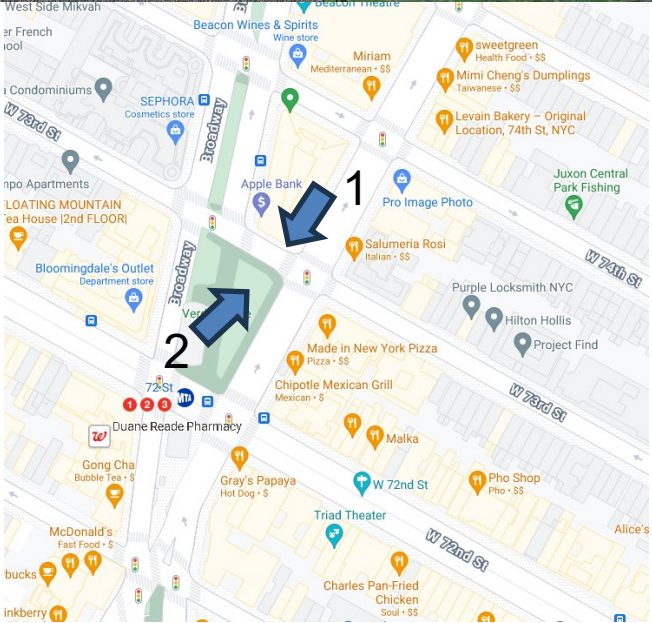 West Side Mikvah
Beacon Theatre
Beacon Wines & Spirits
Wine store
er French
ool
Miriam
Mediterranean • $$
sweetgreen
Health Food • $$
Mimi Cheng's Dumplings
Taiwanese • $$
a Condominiums
SEPHORA
Cosmetics store
Broadway
Levain Bakery – Original
Location, 74th St, NYC
W 73rd St
npo Apartments
Apple Bank
$
1
Pro Image Photo
Juxon Central
Park Fishing
FLOATING MOUNTAIN
ea House |2nd FLOOR|
Salumeria Rosi
Italian • $$
W 74th St
Bloomingdale's Outlet
Department store
Broadway
Purple Locksmith NYC
Hilton Hollis
Project Find
Ver
e
2
Made in New York Pizza
Pizza • $$
72 St
1 2 3
MTA
Chipotle Mexican Grill
Mexican • $
W 73rd St
Duane Reade Pharmacy
W
Malka
Gong Cha
Bubble Tea • $
Gray's Papaya
Hot Dog • $
W 72nd St
Pho Shop
Pho • $$
Triad Theater
McDonald's
Fast Food • $
W 72nd St
Alice's
bucks
Charles Pan-Fried
Chicken
Soul • $$
inkberry